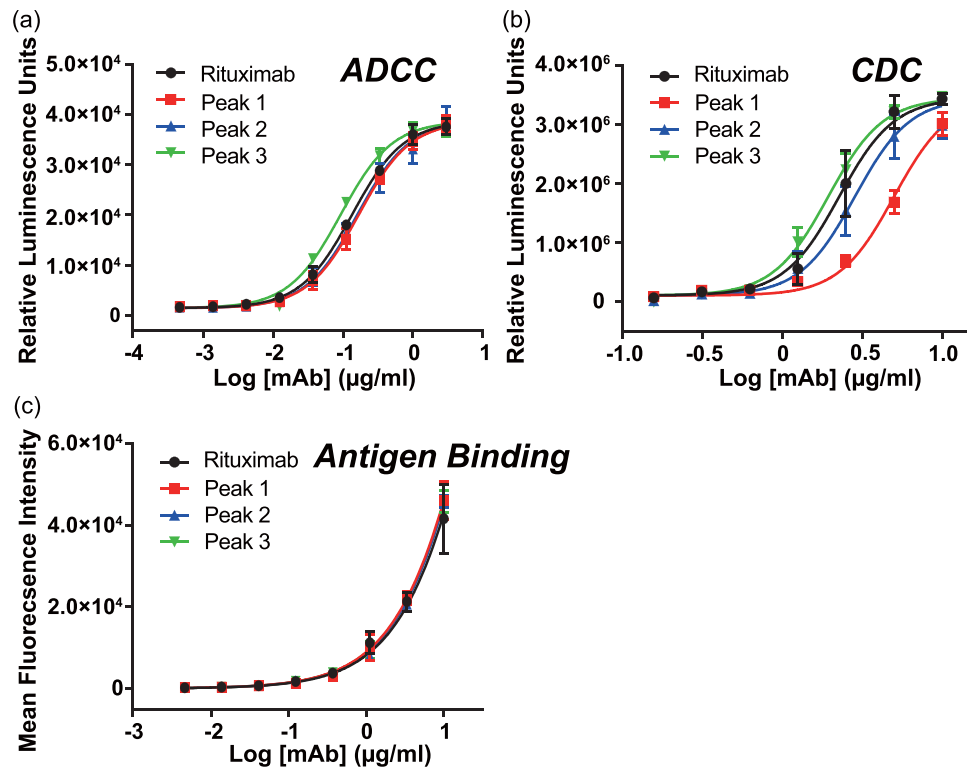 (a)
ADCC
Relative Luminescence Units
5.0×10⁴
4.0×10⁴
3.0×10⁴
2.0×10⁴
1.0×10⁴
0
Rituximab
Peak 1
Peak 2
Peak 3
-4 -3 -2 -1 0 1
Log [mAb] (µg/ml)
(b)
CDC
Relative Luminescence Units
4.0×10⁶
3.0×10⁶
2.0×10⁶
1.0×10⁶
0
Rituximab
Peak 1
Peak 2
Peak 3
-1.0 -0.5 0 0.5 1.0
Log [mAb] (µg/ml)
(c)
Antigen Binding
Mean Fluorecsence Intensity
6.0×10⁴
4.0×10⁴
2.0×10⁴
0
Rituximab
Peak 1
Peak 2
Peak 3
-3 -2 -1 0 1
Log [mAb] (µg/ml)